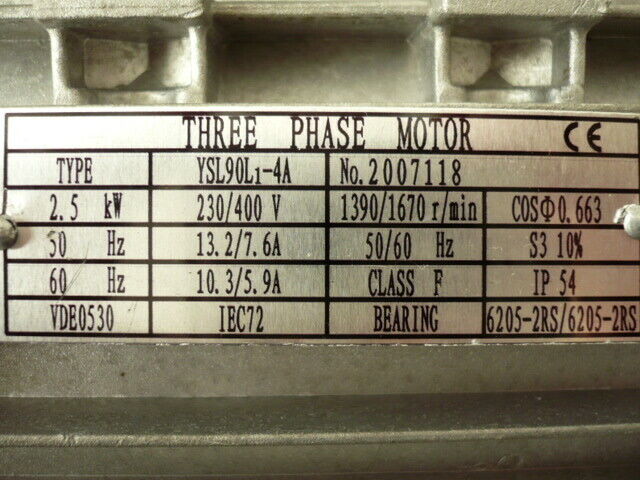 THREE PHASE MOTOR CE
TYPE YSL90L1-4A No.2007118
2.5 kW 230/400 V 1390/1670 r/min COSΦ0.663
50 Hz 13.2/7.6A 50/60 Hz S3 10%
60 Hz 10.3/5.9A CLASS F IP 54
VDE0530 IEC72 BEARING 6205-2RS/6205-2RS